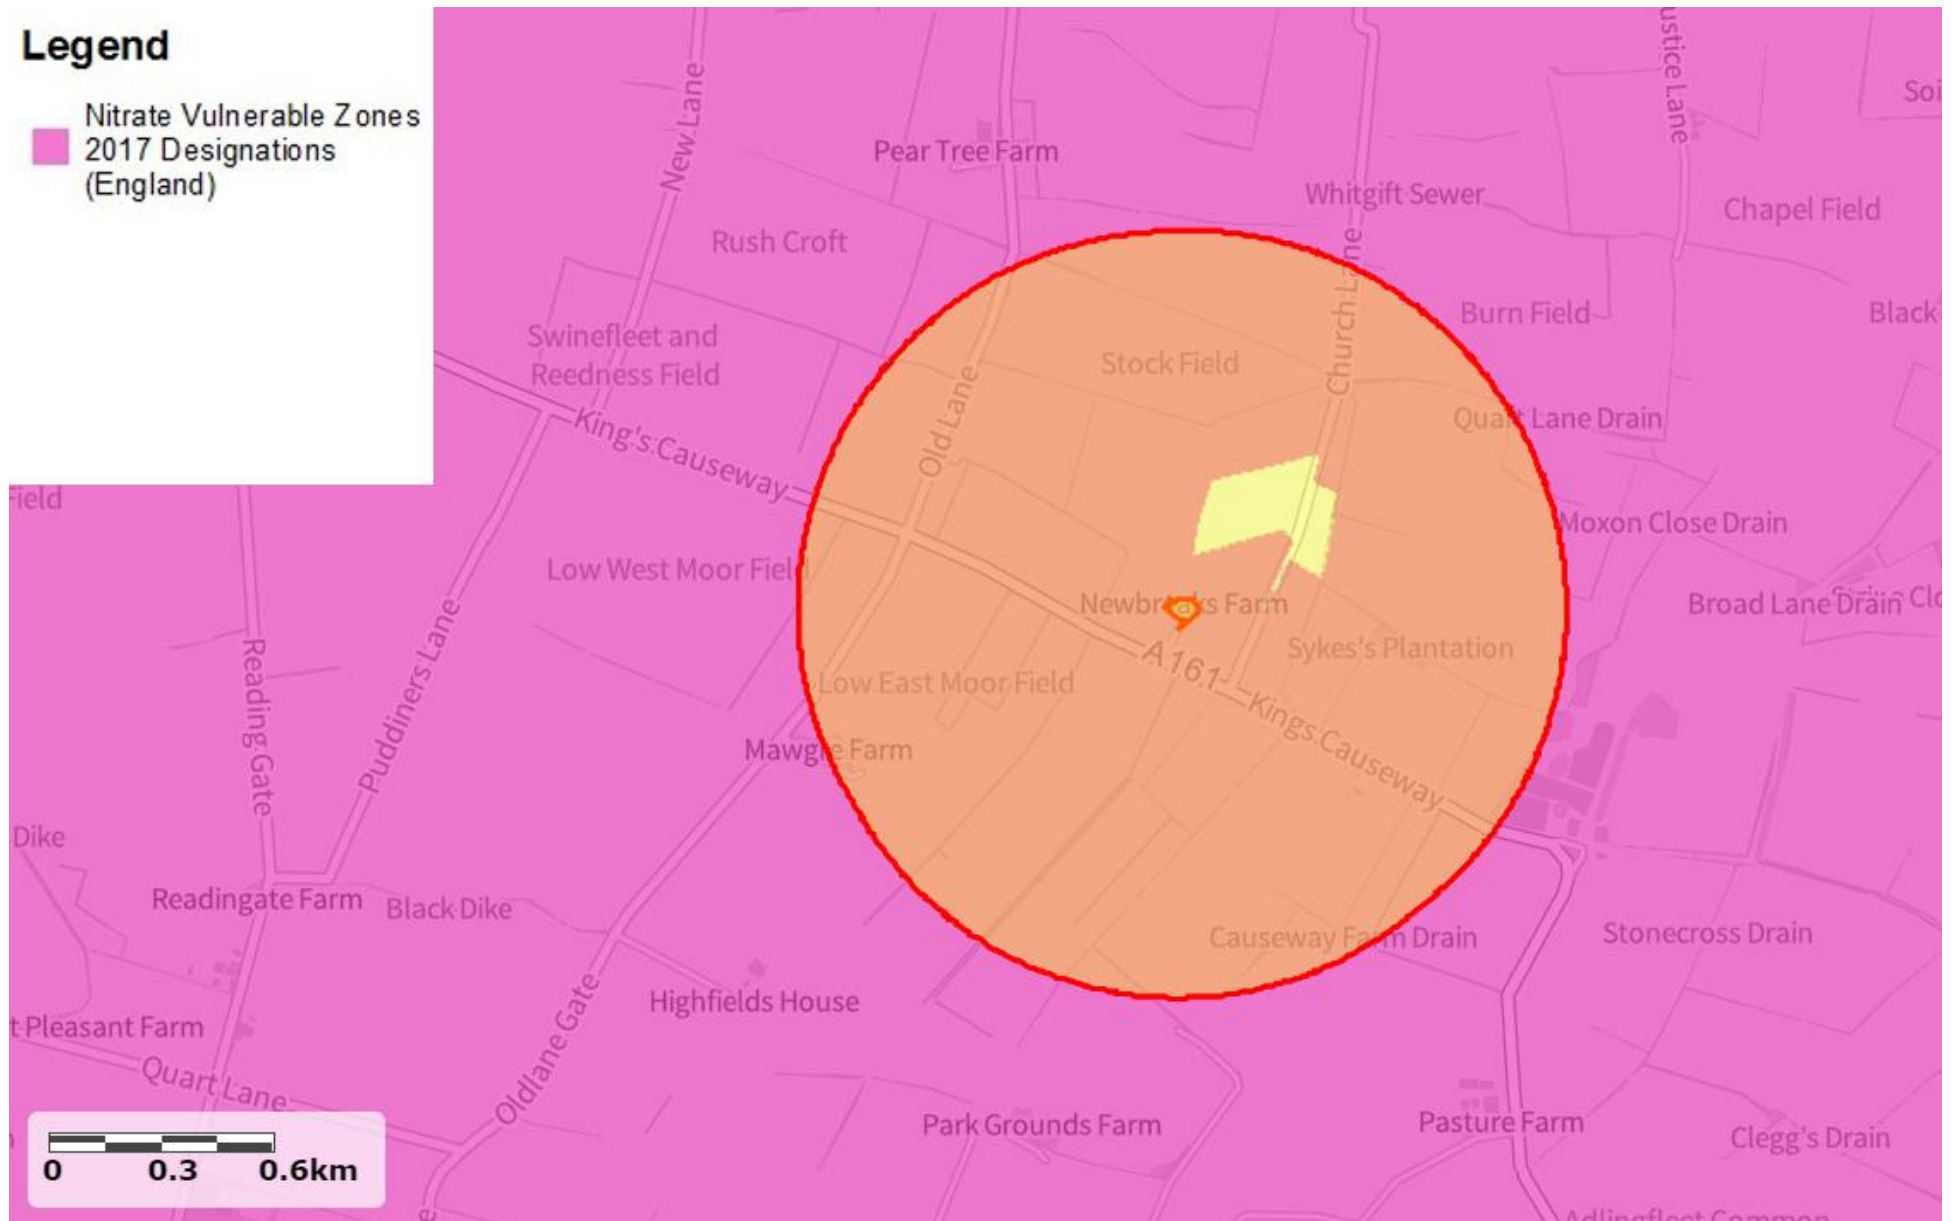 Legend
Nitrate Vulnerable Zones
2017 Designations
(England)
New Lane
Pear Tree Farm
Whitgift Sewer
Chapel Field
Rush Croft
Church Lane
Burn Field
Black
Swinefleet and
Reedness Field
Stock Field
Old Lane
King's Causeway
Quart Lane Drain
Field
Moxon Close Drain
Low West Moor Field
Newbreaks Farm
Broad Lane Drain
Sykes's Plantation
A161
Low East Moor Field
Reading Gate
Puddiners Lane
Kings Causeway
Mawgre Farm
Dike
Readingate Farm
Black Dike
Causeway Farm Drain
Stonecross Drain
Highfields House
t Pleasant Farm
Oldlane Gate
Quart Lane
Park Grounds Farm
Pasture Farm
Clegg's Drain
0 0.3 0.6km
Adlingfleet Common